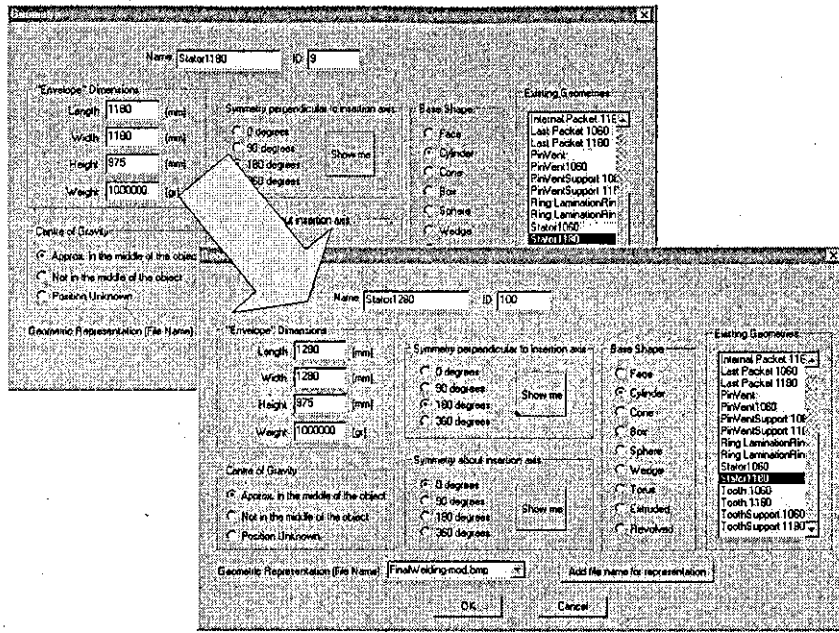 Geometry
Name Stator1180 ID 9
"Envelope" Dimensions
Length 1180 (mm)
Width 1180 (mm)
Height 975 (mm)
Weight 1000000 (gr)
Symmetry perpendicular to insertion axis
0 degrees
90 degrees
180 degrees
360 degrees
Show me
Base Shape
Face
Cylinder
Cone
Box
Sphere
Wedge
Existing Geometries
Internal Packet 116
Last Packet 1060
Last Packet 1180
PinVent
PinVent1060
PinVentSupport 106
PinVentSupport 11
Ring LaminationRin
Ring LaminationRin
Stator1060
Stator1180
insertion axis
Centre of Gravity
Approx. in the middle of the object
Not in the middle of the object
Position Unknown
Geometric Representation (File Name)
Name Stator1280 ID 100
"Envelope" Dimensions
Length 1280 (mm)
Width 1280 (mm)
Height 975 (mm)
Weight 1000000 (gr)
Symmetry perpendicular to insertion axis
0 degrees
90 degrees
180 degrees
360 degrees
Show me
Base Shape
Face
Cylinder
Cone
Box
Sphere
Wedge
Torus
Extruded
Revolved
Existing Geometries
Internal Packet 116
Last Packet 1060
Last Packet 1180
PinVent
PinVent1060
PinVentSupport 106
PinVentSupport 116
Ring LaminationRin
Ring LaminationRin
Stator1060
Stator1180
Tooth 1060
Tooth 1180
ToothSupport 1060
ToothSupport 1180
Centre of Gravity
Approx. in the middle of the object
Not in the middle of the object
Position Unknown
Symmetry about insertion axis
0 degrees
90 degrees
180 degrees
360 degrees
Show me
Geometric Representation (File Name) FinalWelding-mod.bmp
Add file name for representation
OK
Cancel